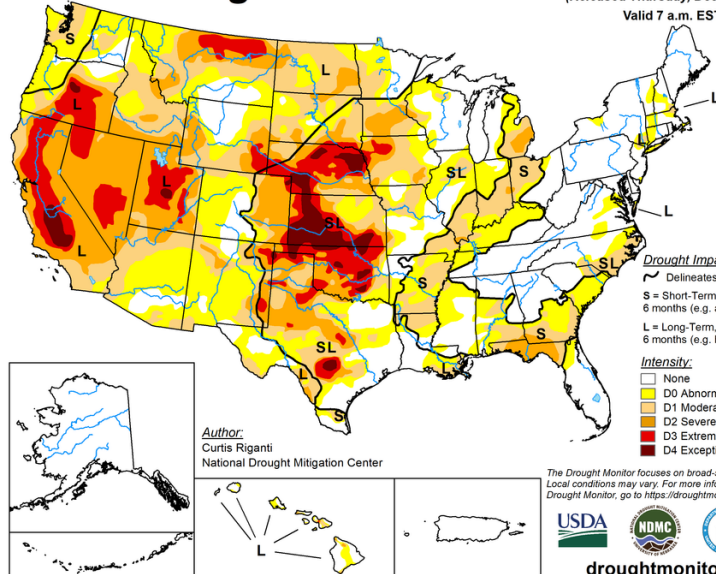 Valid 7 a.m. EST
S
L
L
L
L
SL
S
L
L
SL
SL
S
S
SL
L
L
S
Drought Impa
Delineates
S = Short-Term
6 months (e.g. a
L = Long-Term,
6 months (e.g.
Intensity:
None
D0 Abnorm
D1 Modera
D2 Severe
D3 Extrem
D4 Excepti
Author:
Curtis Riganti
National Drought Mitigation Center
L
The Drought Monitor focuses on broad-s
Local conditions may vary. For more info
Drought Monitor, go to https://droughtmo
USDA
NDMC
droughtmonito